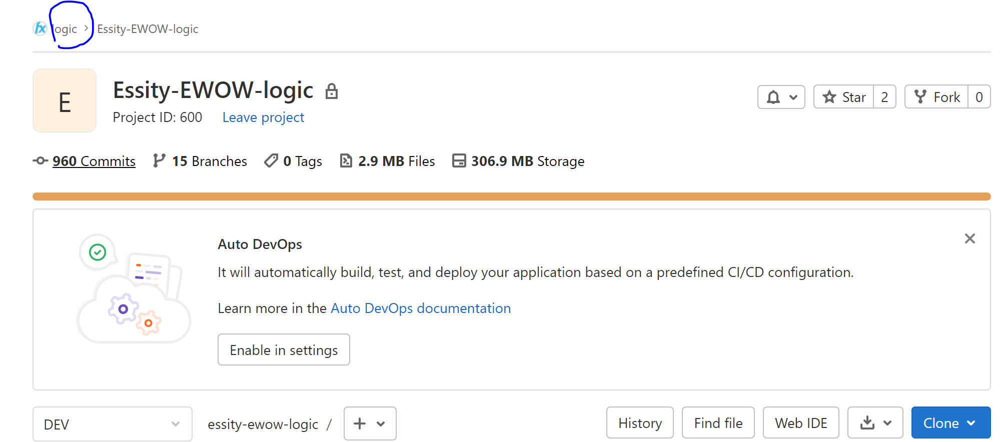 fx logic > Essity-EWOW-logic
E
Essity-EWOW-logic
Project ID: 600 Leave project
Star 2 Fork 0
960 Commits 15 Branches 0 Tags 2.9 MB Files 306.9 MB Storage
Auto DevOps
It will automatically build, test, and deploy your application based on a predefined CI/CD configuration.
Learn more in the Auto DevOps documentation
Enable in settings
DEV essity-ewow-logic / + History Find file Web IDE Clone